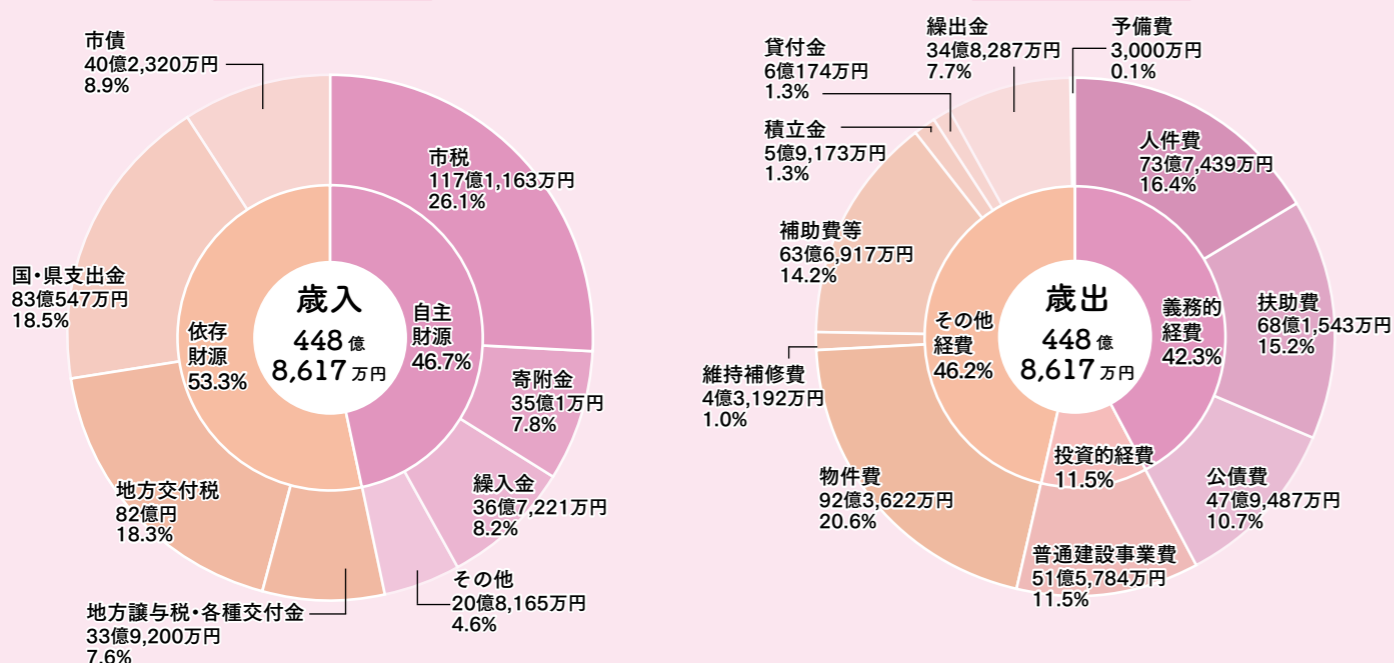 市債
40億2,320万円
8.9%
市税
117億1,163万円
26.1%
国・県支出金
83億547万円
18.5%
歳入
448億
8,617万円
自主
財源
46.7%
依存
財源
53.3%
寄附金
35億1万円
7.8%
繰入金
36億7,221万円
8.2%
地方交付税
82億円
18.3%
その他
20億8,165万円
4.6%
地方譲与税・各種交付金
33億9,200万円
7.6%
繰出金
34億8,287万円
7.7%
予備費
3,000万円
0.1%
貸付金
6億174万円
1.3%
積立金
5億9,173万円
1.3%
人件費
73億7,439万円
16.4%
補助費等
63億6,917万円
14.2%
歳出
448億
8,617万円
義務的
経費
42.3%
その他
経費
46.2%
扶助費
68億1,543万円
15.2%
維持補修費
4億3,192万円
1.0%
投資的経費
11.5%
物件費
92億3,622万円
20.6%
公債費
47億9,487万円
10.7%
普通建設事業費
51億5,784万円
11.5%